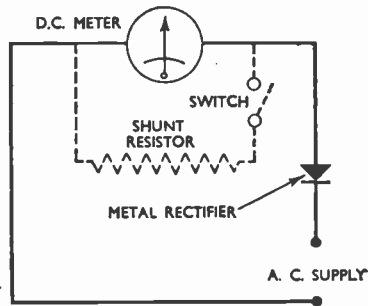 D.C. METER
SWITCH
SHUNT
RESISTOR
METAL RECTIFIER
A. C. SUPPLY